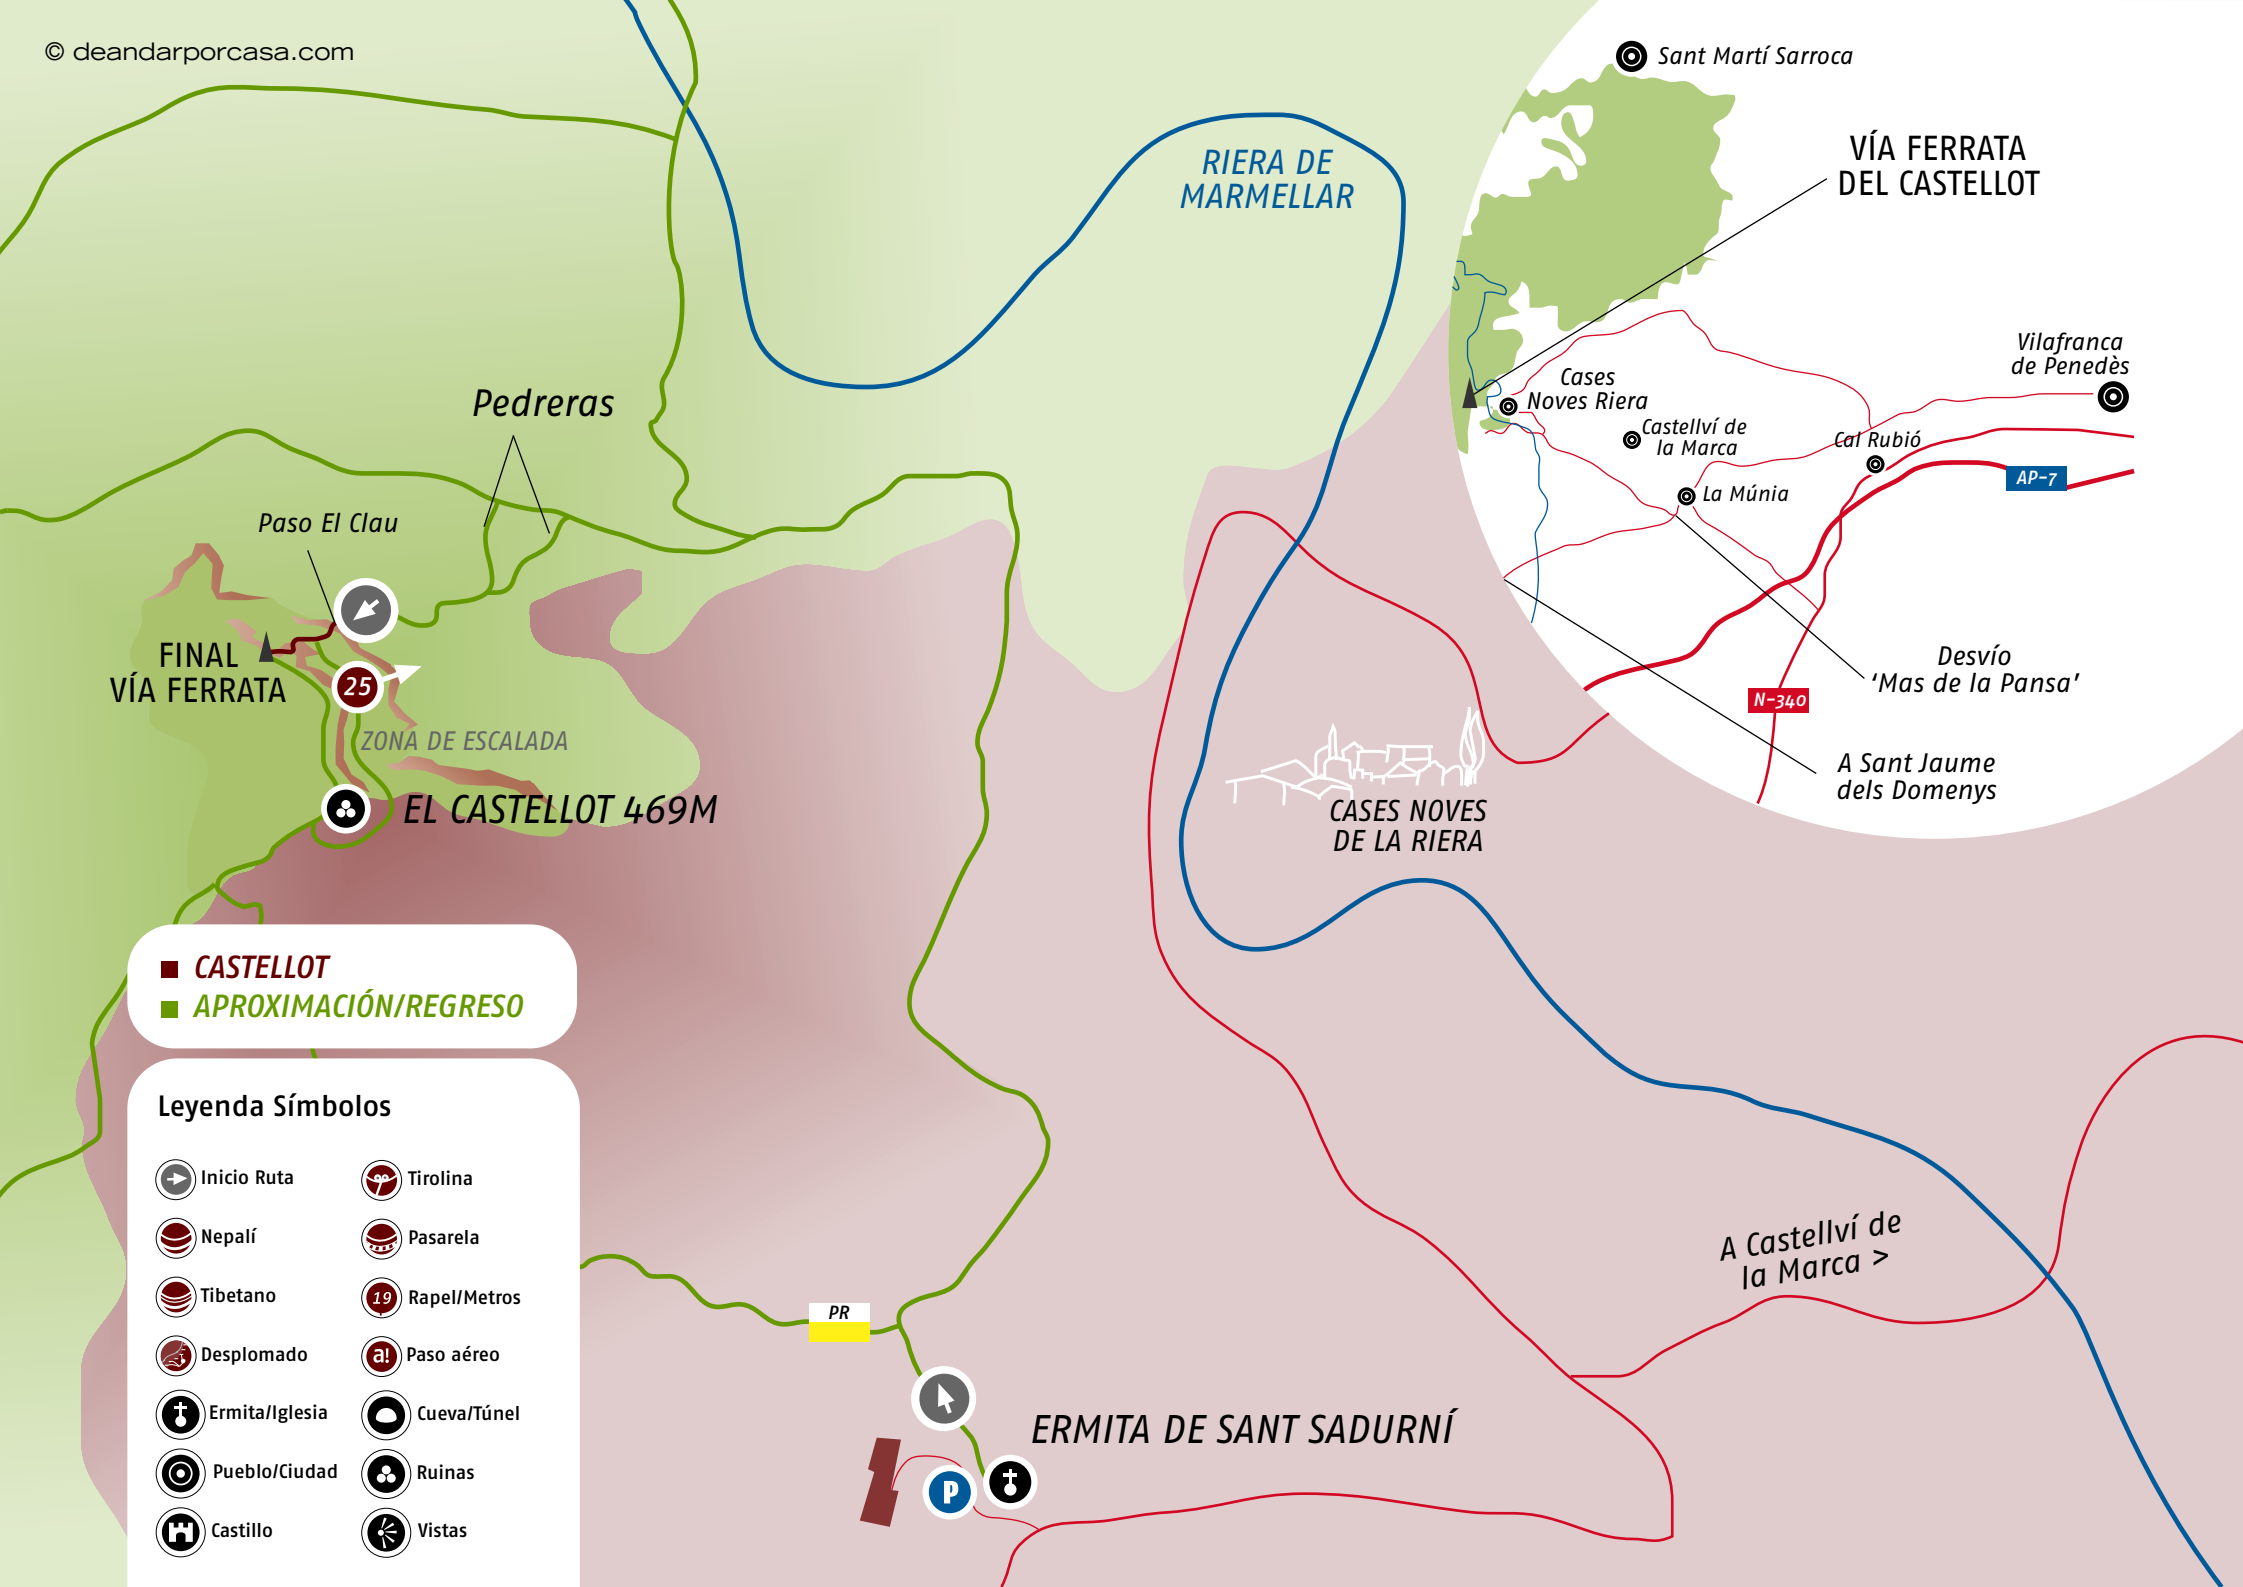 © deandarporcasa.com
Sant Martí Sarroca
VÍA FERRATA
DEL CASTELLOT
RIERA DE
MARMELLAR
Vilafranca
de Penedès
Cases
Noves Riera
Castellví de
la Marca
Cal Rubió
AP-7
La Múnia
Desvío
‘Mas de la Pansa’
N-340
A Sant Jaume
dels Domenys
Pedreras
Paso El Clau
FINAL
VÍA FERRATA
25
ZONA DE ESCALADA
EL CASTELLOT 469M
CASES NOVES
DE LA RIERA
CASTELLOT
APROXIMACIÓN/REGRESO
Leyenda Símbolos
Inicio Ruta
Tirolina
Nepalí
Pasarela
Tibetano
19 Rapel/Metros
Desplomado
a! Paso aéreo
Ermita/Iglesia
Cueva/Túnel
Pueblo/Ciudad
Ruinas
Castillo
Vistas
A Castellví de
la Marca >
PR
ERMITA DE SANT SADURNÍ
P